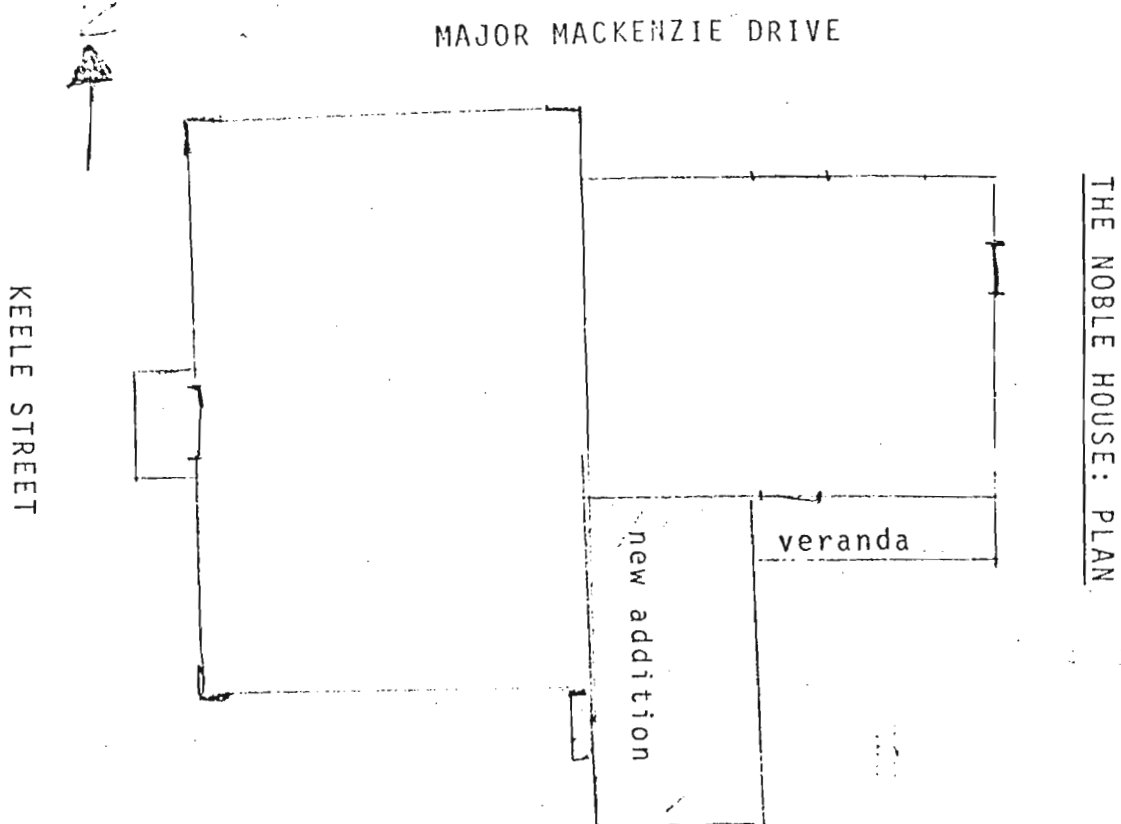 MAJOR MACKENZIE DRIVE
KEELE STREET
THE NOBLE HOUSE: PLAN
veranda
new addition